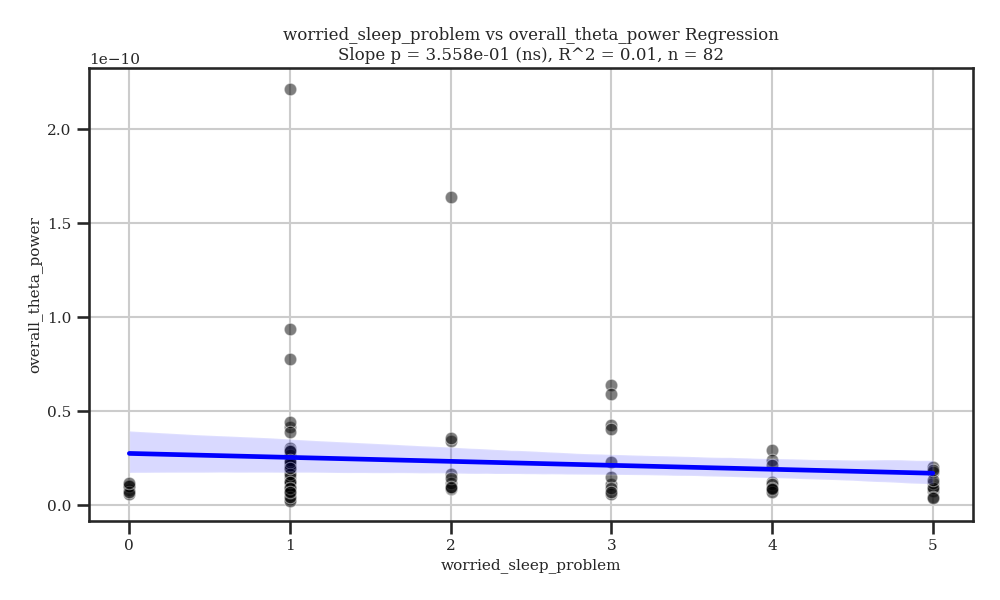 worried_sleep_problem vs overall_theta_power Regression
Slope p = 3.558e-01 (ns), R^2 = 0.01, n = 82
1e−10
2.0
1.5
1.0
0.5
0.0
overall_theta_power
0 1 2 3 4 5
worried_sleep_problem